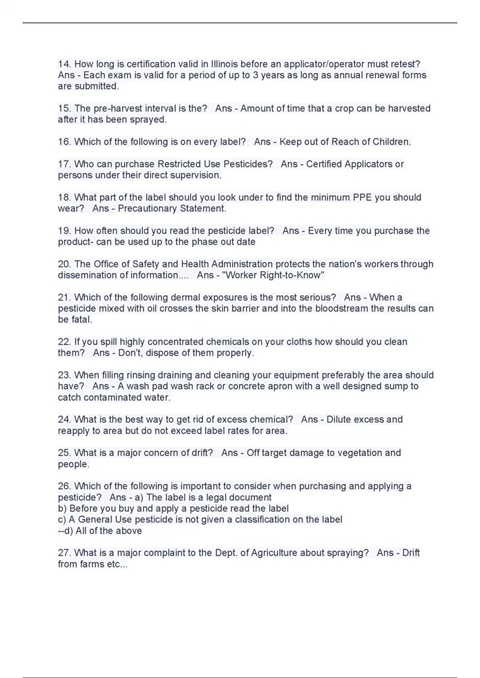 14. How long is certification valid in Illinois before an applicator/operator must retest?
Ans - Each exam is valid for a period of up to 3 years as long as annual renewal forms
are submitted.
15. The pre-harvest interval is the?   Ans - Amount of time that a crop can be harvested
after it has been sprayed.
16. Which of the following is on every label?   Ans - Keep out of Reach of Children.
17. Who can purchase Restricted Use Pesticides?   Ans - Certified Applicators or
persons under their direct supervision.
18. What part of the label should you look under to find the minimum PPE you should
wear?   Ans - Precautionary Statement.
19. How often should you read the pesticide label?   Ans - Every time you purchase the
product- can be used up to the phase out date
20. The Office of Safety and Health Administration protects the nation's workers through
dissemination of information....   Ans - "Worker Right-to-Know"
21. Which of the following dermal exposures is the most serious?   Ans - When a
pesticide mixed with oil crosses the skin barrier and into the bloodstream the results can
be fatal.
22. If you spill highly concentrated chemicals on your cloths how should you clean
them?   Ans - Don't, dispose of them properly.
23. When filling rinsing draining and cleaning your equipment preferably the area should
have?   Ans - A wash pad wash rack or concrete apron with a well designed sump to
catch contaminated water.
24. What is the best way to get rid of excess chemical?   Ans - Dilute excess and
reapply to area but do not exceed label rates for area.
25. What is a major concern of drift?   Ans - Off target damage to vegetation and
people.
26. Which of the following is important to consider when purchasing and applying a
pesticide?   Ans - a) The label is a legal document
b) Before you buy and apply a pesticide read the label
c) A General Use pesticide is not given a classification on the label
--d) All of the above
27. What is a major complaint to the Dept. of Agriculture about spraying?   Ans - Drift
from farms etc...